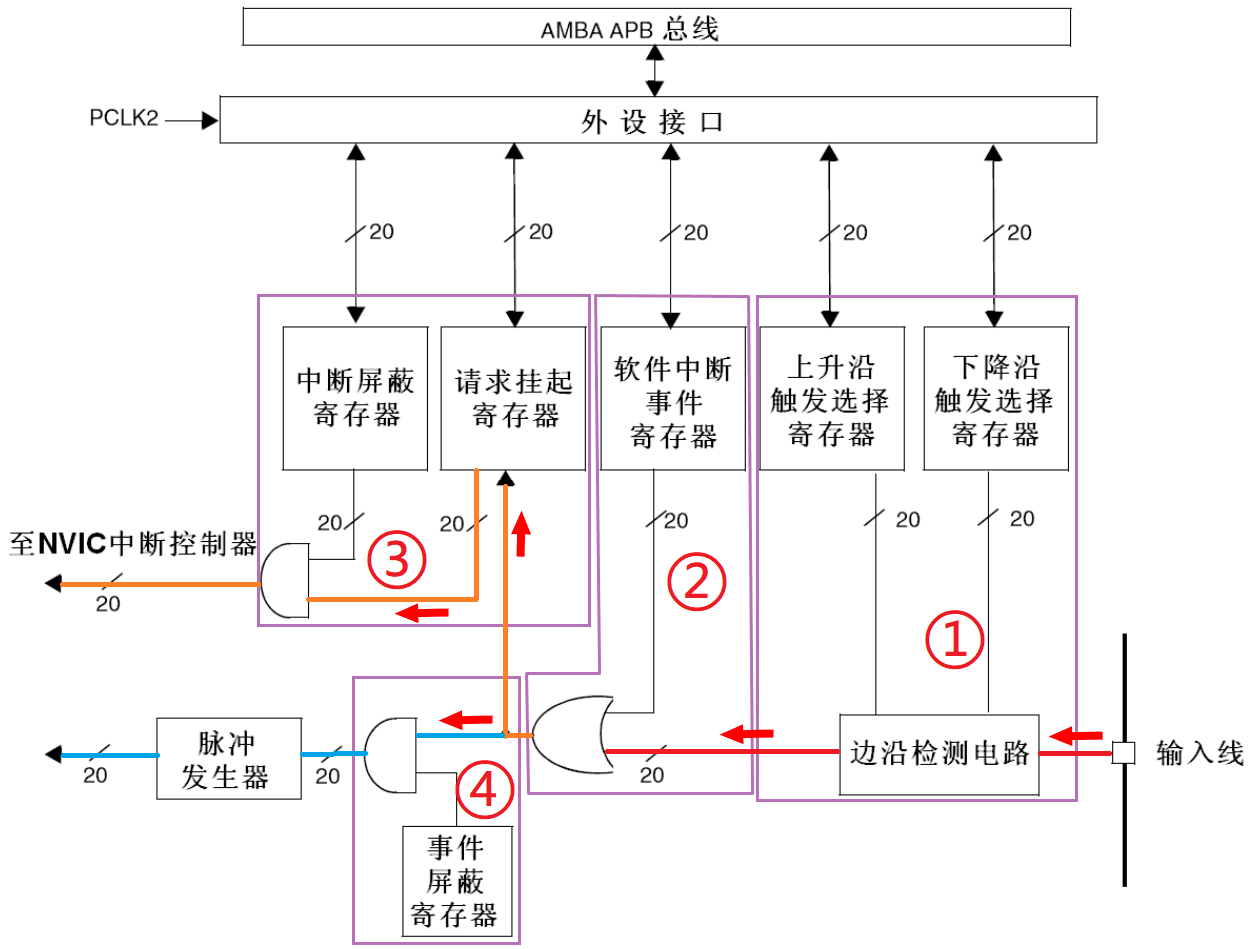 AMBA APB 总线
PCLK2
外设接口
20
20
20
20
20
中断屏蔽
寄存器
请求挂起
寄存器
软件中断
事件
寄存器
上升沿
触发选择
寄存器
下降沿
触发选择
寄存器
20
20
20
20
20
至NVIC中断控制器
20
③
②
①
脉冲
发生器
边沿检测电路
输入线
20
20
20
④
事件
屏蔽
寄存器